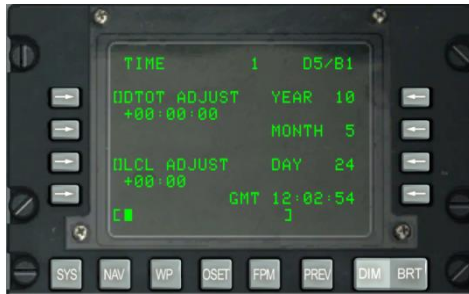 TIME 1 D5/B1
[]DTOT ADJUST YEAR 10
+00:00:00
MONTH 5
[]LCL ADJUST DAY 24
+00:00
GMT 12:02:54
[ ]
SYS NAV WP OSET FPM PREV DIM BRT